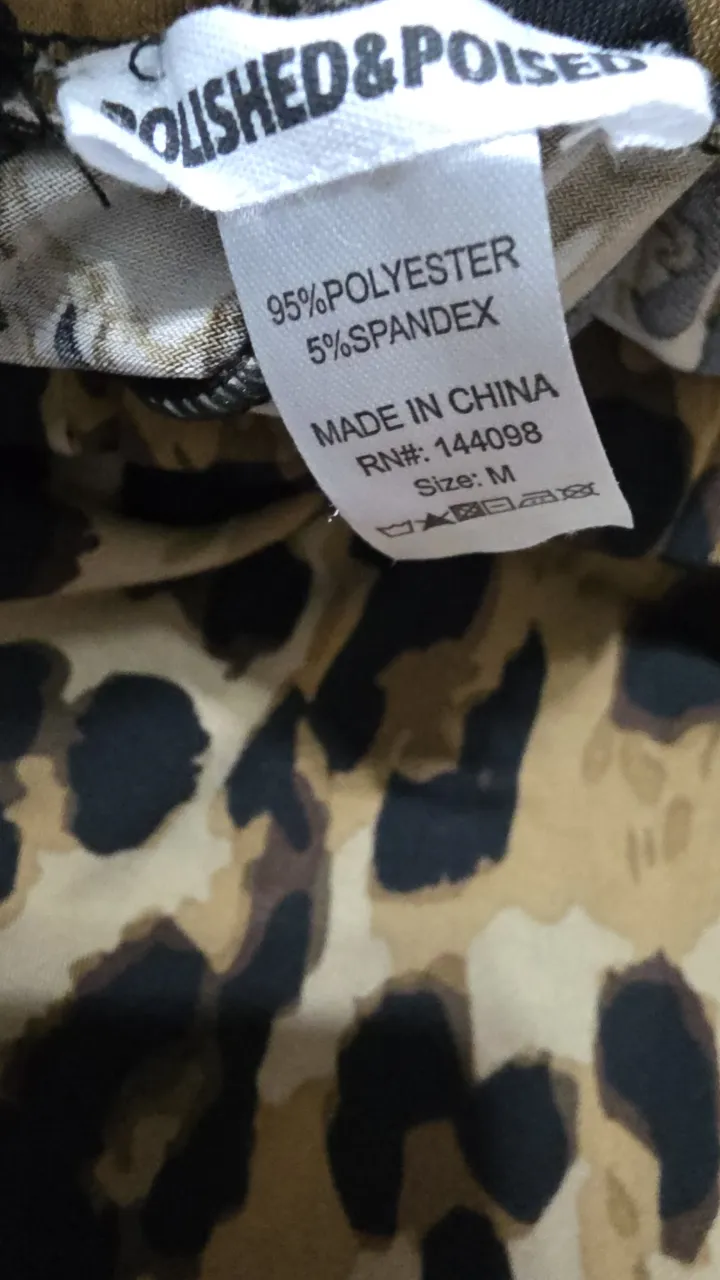 POLISHED&POISED
95%POLYESTER
5%SPANDEX
MADE IN CHINA
RN#: 144098
Size: M